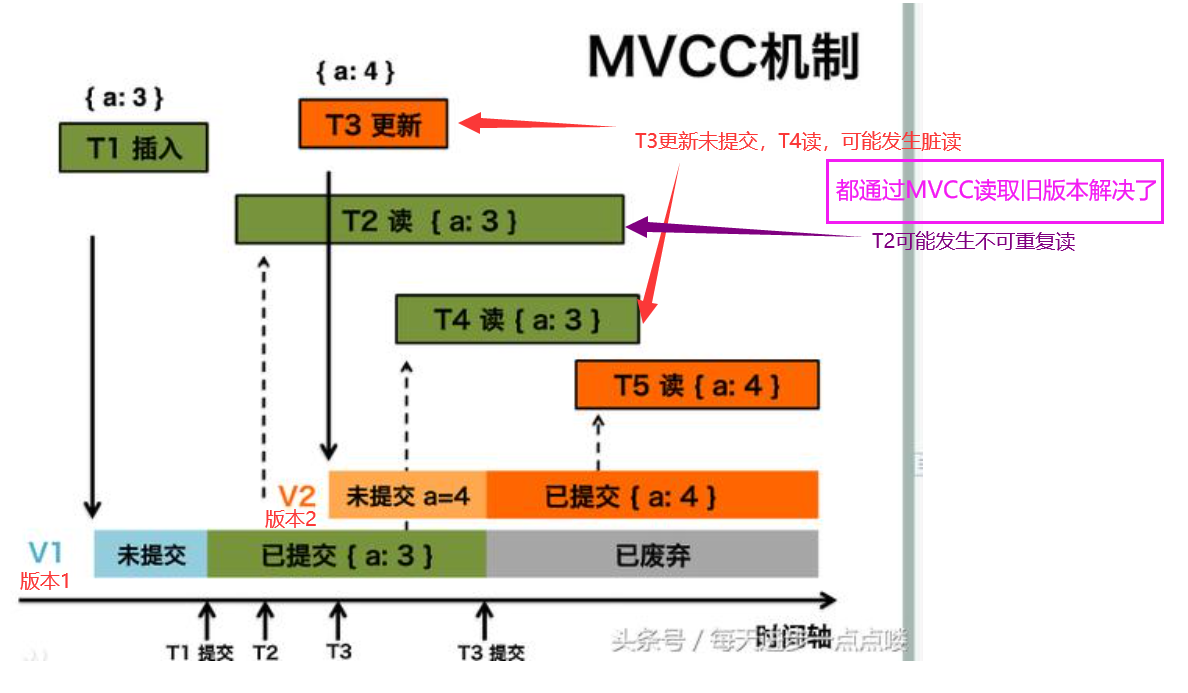 MVCC机制
{ a: 4 }
{ a: 3 }
T3 更新
T1 插入
T3更新未提交，T4读，可能发生脏读
都通过MVCC读取旧版本解决了
T2 读 { a: 3 }
T2可能发生不可重复读
T4 读 { a: 3 }
T5 读 { a: 4 }
V2
未提交 a=4
已提交 { a: 4 }
版本2
V1
未提交
已提交 { a: 3 }
已废弃
版本1
时间轴
头条号 / 每天进步一点点喽
T1 提交
T2
T3
T3 提交